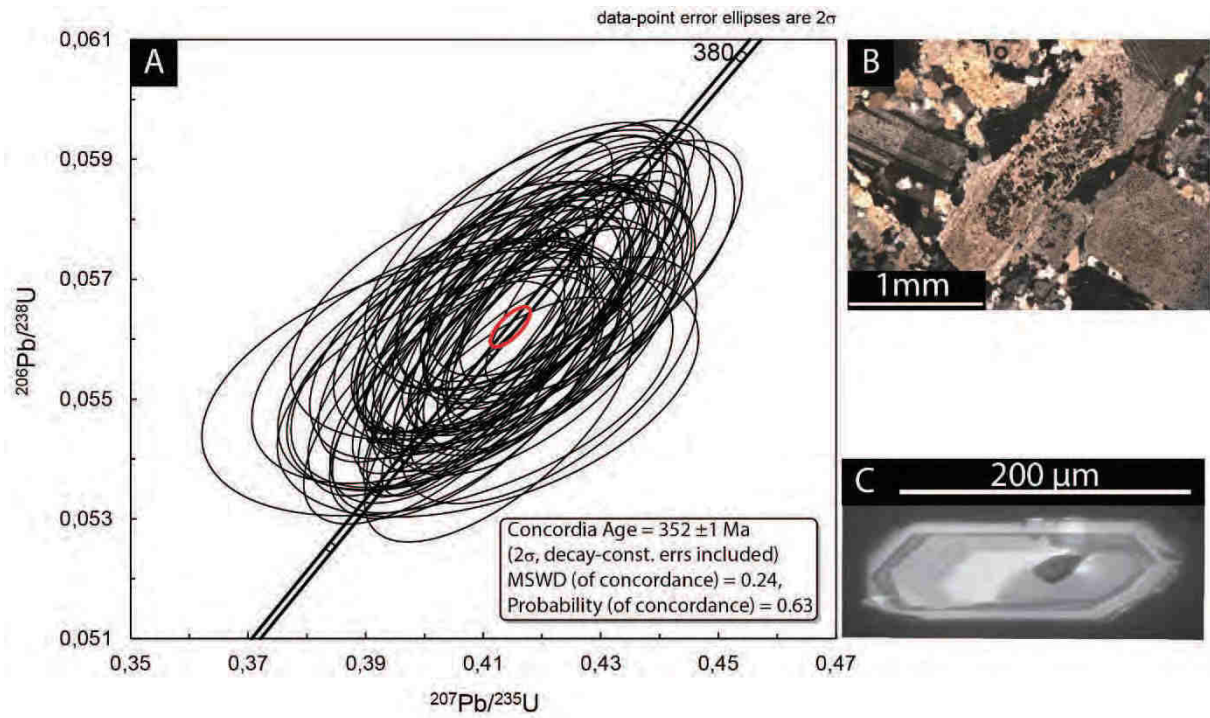 data-point error ellipses are 2σ
A
380
0,061
0,059
0,057
0,055
0,053
0,051
²⁰⁶Pb/²³⁸U
0,35
0,37
0,39
0,41
0,43
0,45
0,47
²⁰⁷Pb/²³⁵U
Concordia Age = 352 ±1 Ma
(2σ, decay-const. errs included)
MSWD (of concordance) = 0.24,
Probability (of concordance) = 0.63
B
1mm
C
200 µm